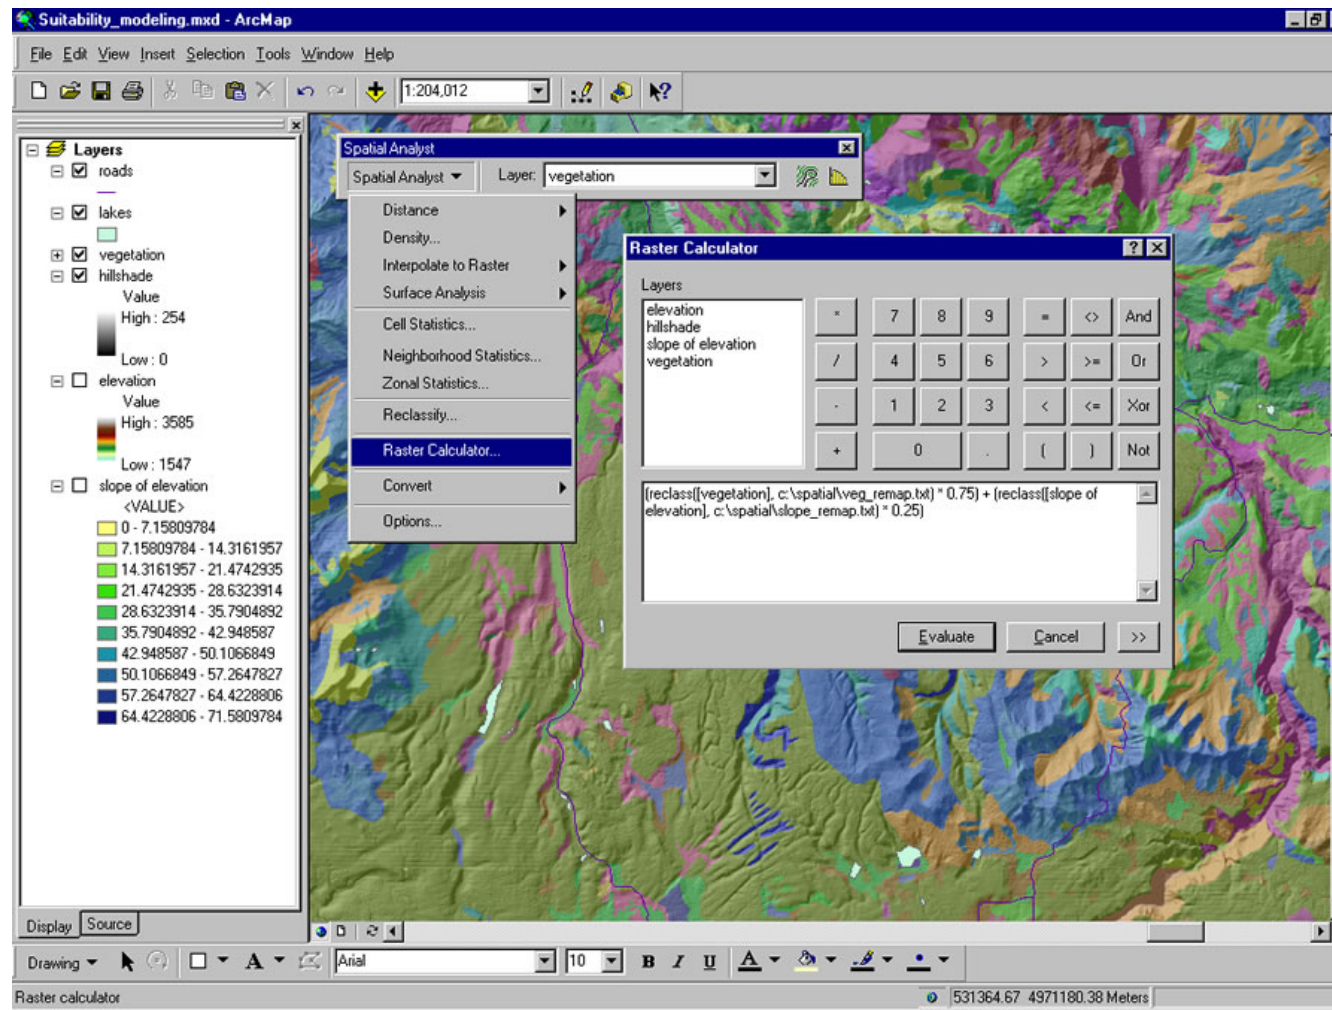 Suitability_modeling.mxd - ArcMap
File Edit View Insert Selection Tools Window Help
1:204,012
Layers
roads
lakes
vegetation
hillshade
Value
High : 254
Low : 0
elevation
Value
High : 3585
Low : 1547
slope of elevation
<VALUE>
0 - 7.15809784
7.15809784 - 14.3161957
14.3161957 - 21.4742935
21.4742935 - 28.6323914
28.6323914 - 35.7904892
35.7904892 - 42.948587
42.948587 - 50.1066849
50.1066849 - 57.2647827
57.2647827 - 64.4228806
64.4228806 - 71.5809784
Display Source
Spatial Analyst
Spatial Analyst Layer: vegetation
Distance
Density...
Interpolate to Raster
Surface Analysis
Cell Statistics...
Neighborhood Statistics...
Zonal Statistics...
Reclassify...
Raster Calculator...
Convert
Options...
Raster Calculator
Layers
elevation
hillshade
slope of elevation
vegetation
* 7 8 9 = <> And
/ 4 5 6 > >= Or
- 1 2 3 < <= Xor
+ 0 . ( ) Not
(reclass([vegetation], c:\spatial\veg_remap.txt) * 0.75) + (reclass([slope of
elevation], c:\spatial\slope_remap.txt) * 0.25)
Evaluate Cancel >>
Drawing A Arial 10 B I U A
Raster calculator 531364.67 4971180.38 Meters